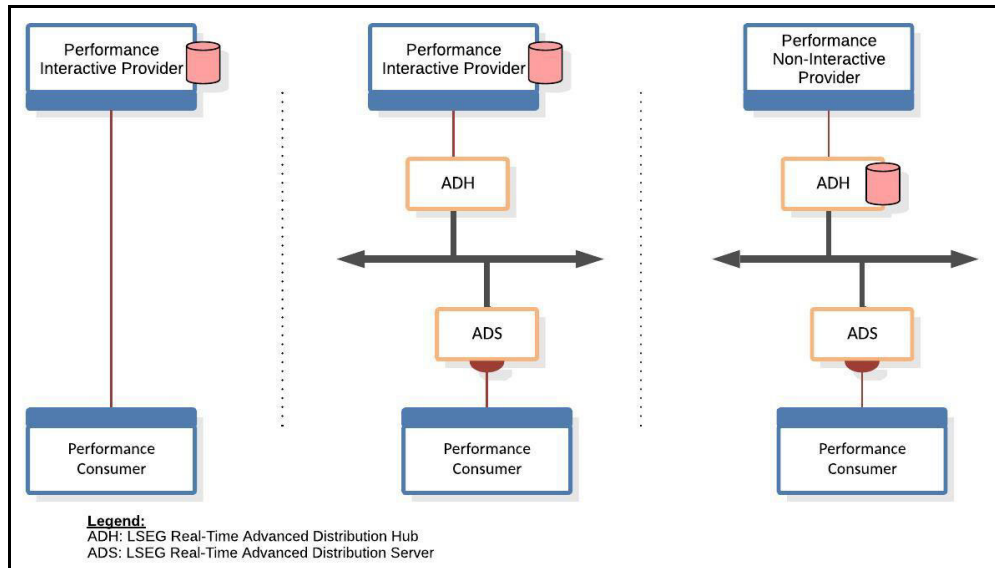 Performance
Interactive Provider
Performance
Interactive Provider
Performance
Non-Interactive
Provider
ADH
ADH
ADS
ADS
Performance
Consumer
Performance
Consumer
Performance
Consumer
Legend:
ADH: LSEG Real-Time Advanced Distribution Hub
ADS: LSEG Real-Time Advanced Distribution Server